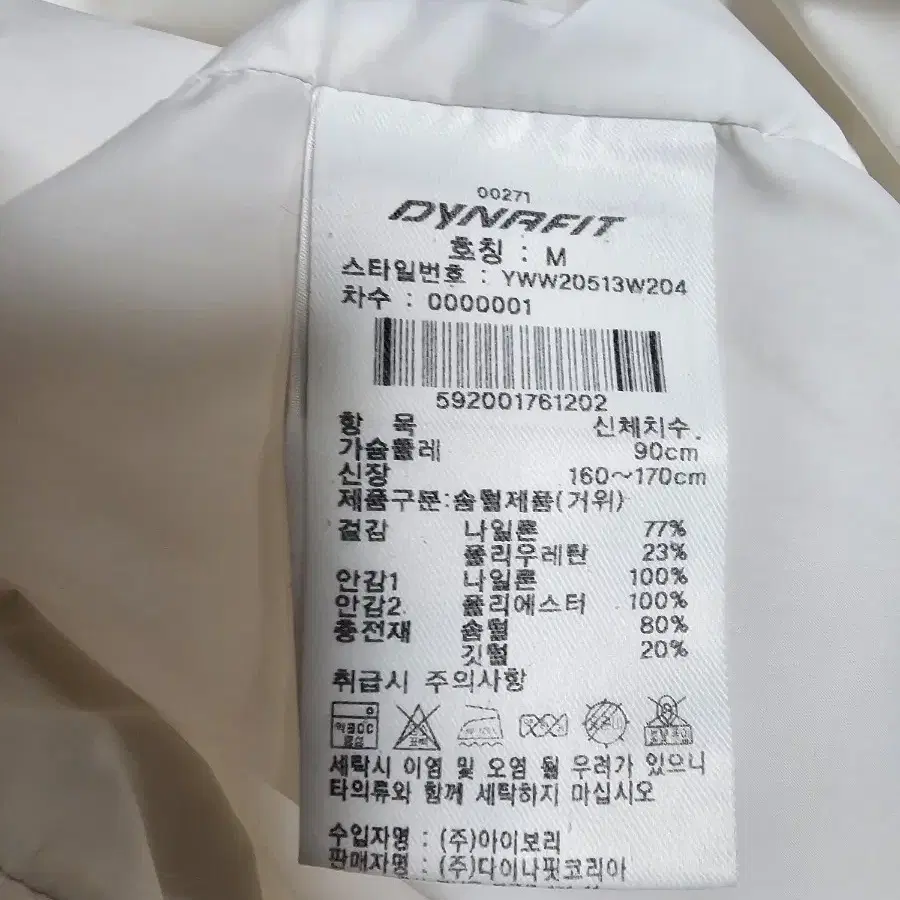 00271
DYNAFIT
호칭 : M
스타일번호 : YWW20513W204
차수 : 0000001
592001761202
항 목 신체치수.
가슴둘레 90cm
신장 160~170cm
제품구분:솜털제품(거위)
겉감 나일론 77%
폴리우레탄 23%
안감1 나일론 100%
안감2 폴리에스터 100%
충전재 솜털 80%
깃털 20%
취급시 주의사항
세탁시 이염 및 오염 될 우려가 있으니
타의류와 함께 세탁하지 마십시오
수입자명 : (주)아이보리
판매자명 : (주)다이나핏코리아